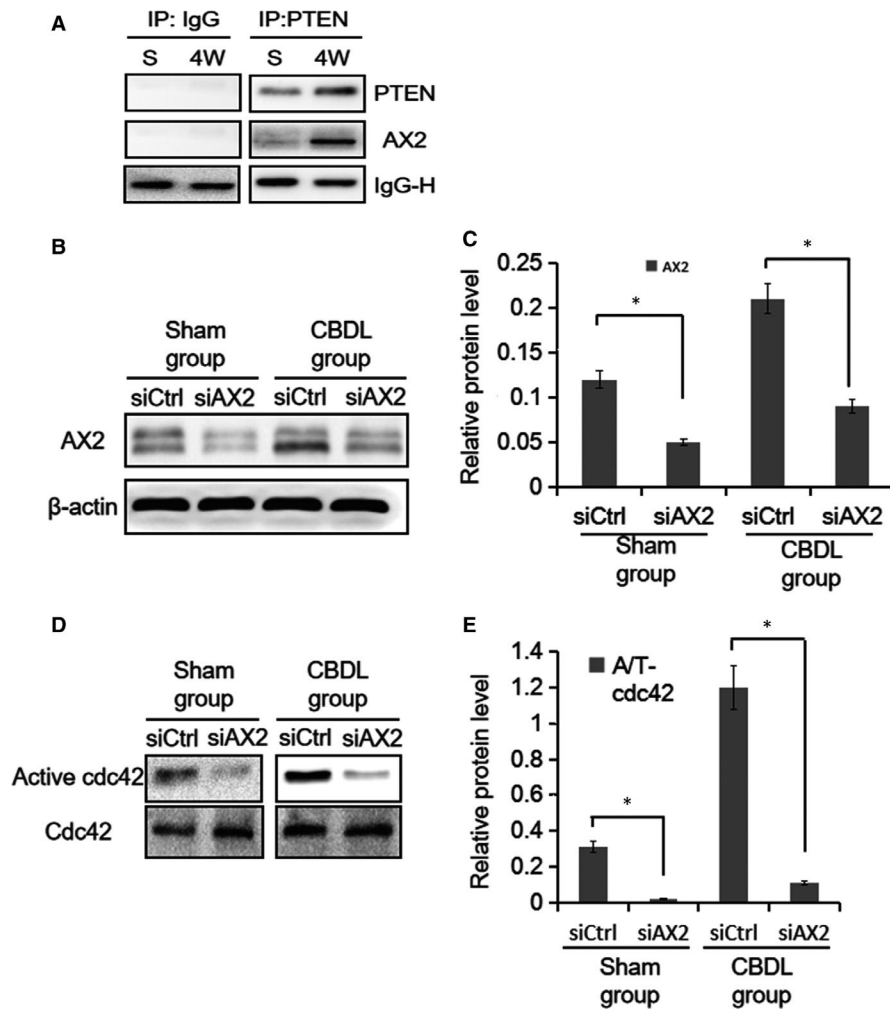 A
IP: IgG IP:PTEN
S 4W S 4W
PTEN
AX2
IgG-H
B
Sham group CBDL group
siCtrl siAX2 siCtrl siAX2
AX2
β-actin
C
AX2
Relative protein level
0.25
0.2
0.15
0.1
0.05
0
*
*
siCtrl siAX2 siCtrl siAX2
Sham group CBDL group
D
Sham group CBDL group
siCtrl siAX2 siCtrl siAX2
Active cdc42
Cdc42
E
A/T-
cdc42
Relative protein level
1.4
1.2
1.0
0.8
0.6
0.4
0.2
0
*
*
siCtrl siAX2 siCtrl siAX2
Sham group CBDL group